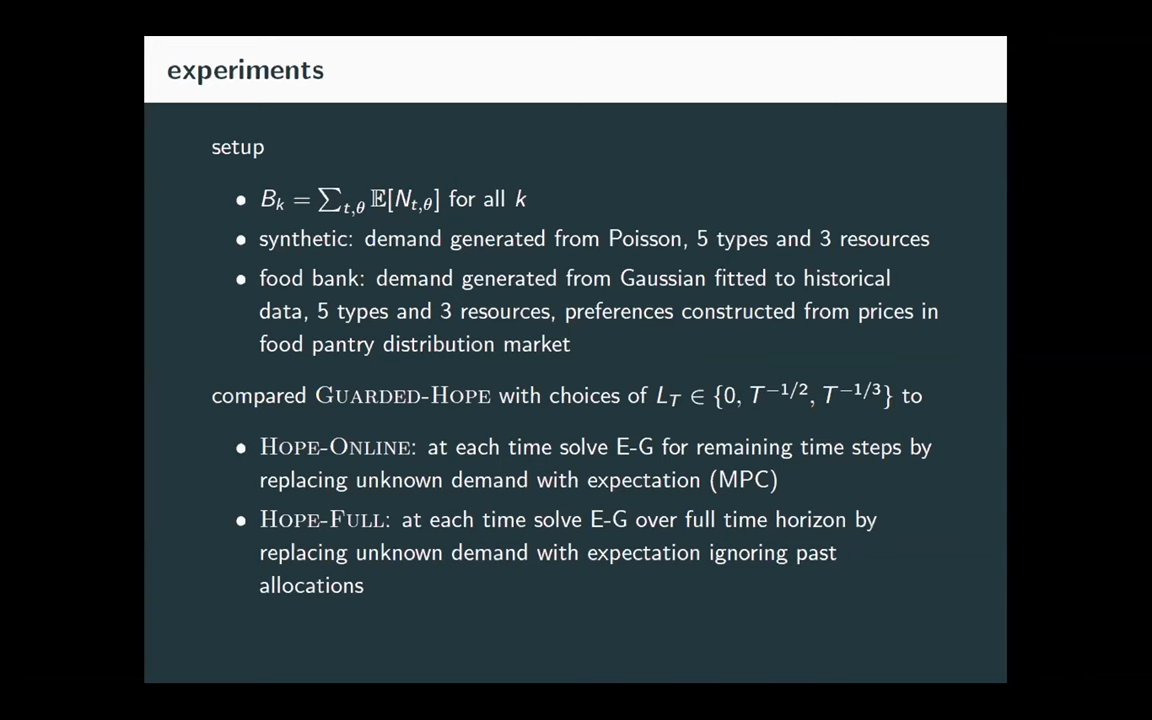 experiments
setup
• B_k = ∑_{t,θ} 𝔼[N_{t,θ}] for all k
• synthetic: demand generated from Poisson, 5 types and 3 resources
• food bank: demand generated from Gaussian fitted to historical
data, 5 types and 3 resources, preferences constructed from prices in
food pantry distribution market
compared GUARDED-HOPE with choices of L_T ∈ {0, T^{−1/2}, T^{−1/3}} to
• HOPE-ONLINE: at each time solve E-G for remaining time steps by
replacing unknown demand with expectation (MPC)
• HOPE-FULL: at each time solve E-G over full time horizon by
replacing unknown demand with expectation ignoring past
allocations